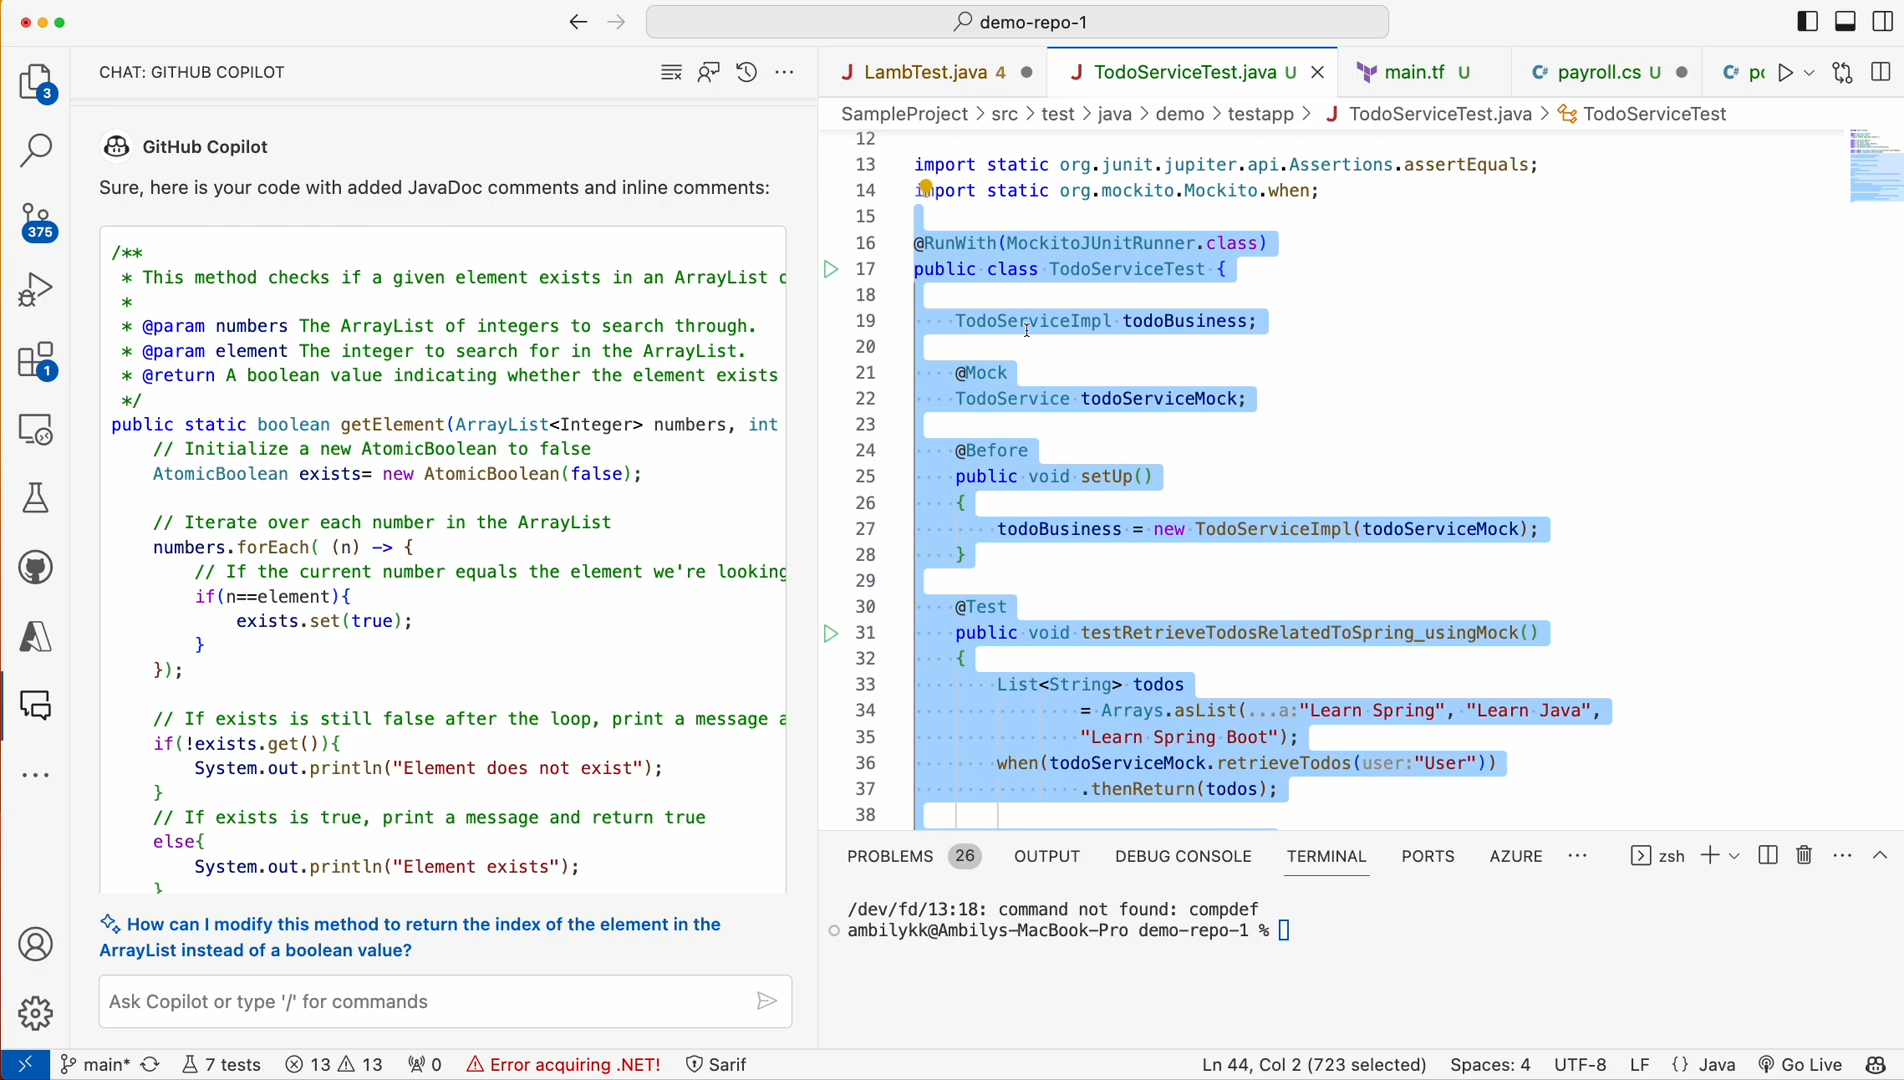 demo-repo-1
CHAT: GITHUB COPILOT
3
375
1
GitHub Copilot
Sure, here is your code with added JavaDoc comments and inline comments:
/**
* This method checks if a given element exists in an ArrayList
*
* @param numbers The ArrayList of integers to search through.
* @param element The integer to search for in the ArrayList.
* @return A boolean value indicating whether the element exists
*/
public static boolean getElement(ArrayList<Integer> numbers, int
// Initialize a new AtomicBoolean to false
AtomicBoolean exists= new AtomicBoolean(false);
// Iterate over each number in the ArrayList
numbers.forEach( (n) -> {
// If the current number equals the element we're looking
if(n==element){
exists.set(true);
}
});
// If exists is still false after the loop, print a message a
if(!exists.get()){
System.out.println("Element does not exist");
}
// If exists is true, print a message and return true
else{
System.out.println("Element exists");
}
How can I modify this method to return the index of the element in the
ArrayList instead of a boolean value?
Ask Copilot or type '/' for commands
J LambTest.java 4
J TodoServiceTest.java U
main.tf U
C# payroll.cs U
C#
SampleProject > src > test > java > demo > testapp > J TodoServiceTest.java > TodoServiceTest
12
13 import static org.junit.jupiter.api.Assertions.assertEquals;
14 import static org.mockito.Mockito.when;
15
16 @RunWith(MockitoJUnitRunner.class)
17 public class TodoServiceTest {
18
19 TodoServiceImpl todoBusiness;
20
21 @Mock
22 TodoService todoServiceMock;
23
24 @Before
25 public void setUp()
26 {
27 todoBusiness = new TodoServiceImpl(todoServiceMock);
28 }
29
30 @Test
31 public void testRetrieveTodosRelatedToSpring_usingMock()
32 {
33 List<String> todos
34 = Arrays.asList(...a:"Learn Spring", "Learn Java",
35 "Learn Spring Boot");
36 when(todoServiceMock.retrieveTodos(user:"User"))
37 .thenReturn(todos);
38
PROBLEMS 26 OUTPUT DEBUG CONSOLE TERMINAL PORTS AZURE
zsh
/dev/fd/13:18: command not found: compdef
ambilykk@Ambilys-MacBook-Pro demo-repo-1 %
main* 7 tests 13 13 0 Error acquiring .NET! Sarif
Ln 44, Col 2 (723 selected) Spaces: 4 UTF-8 LF {} Java Go Live